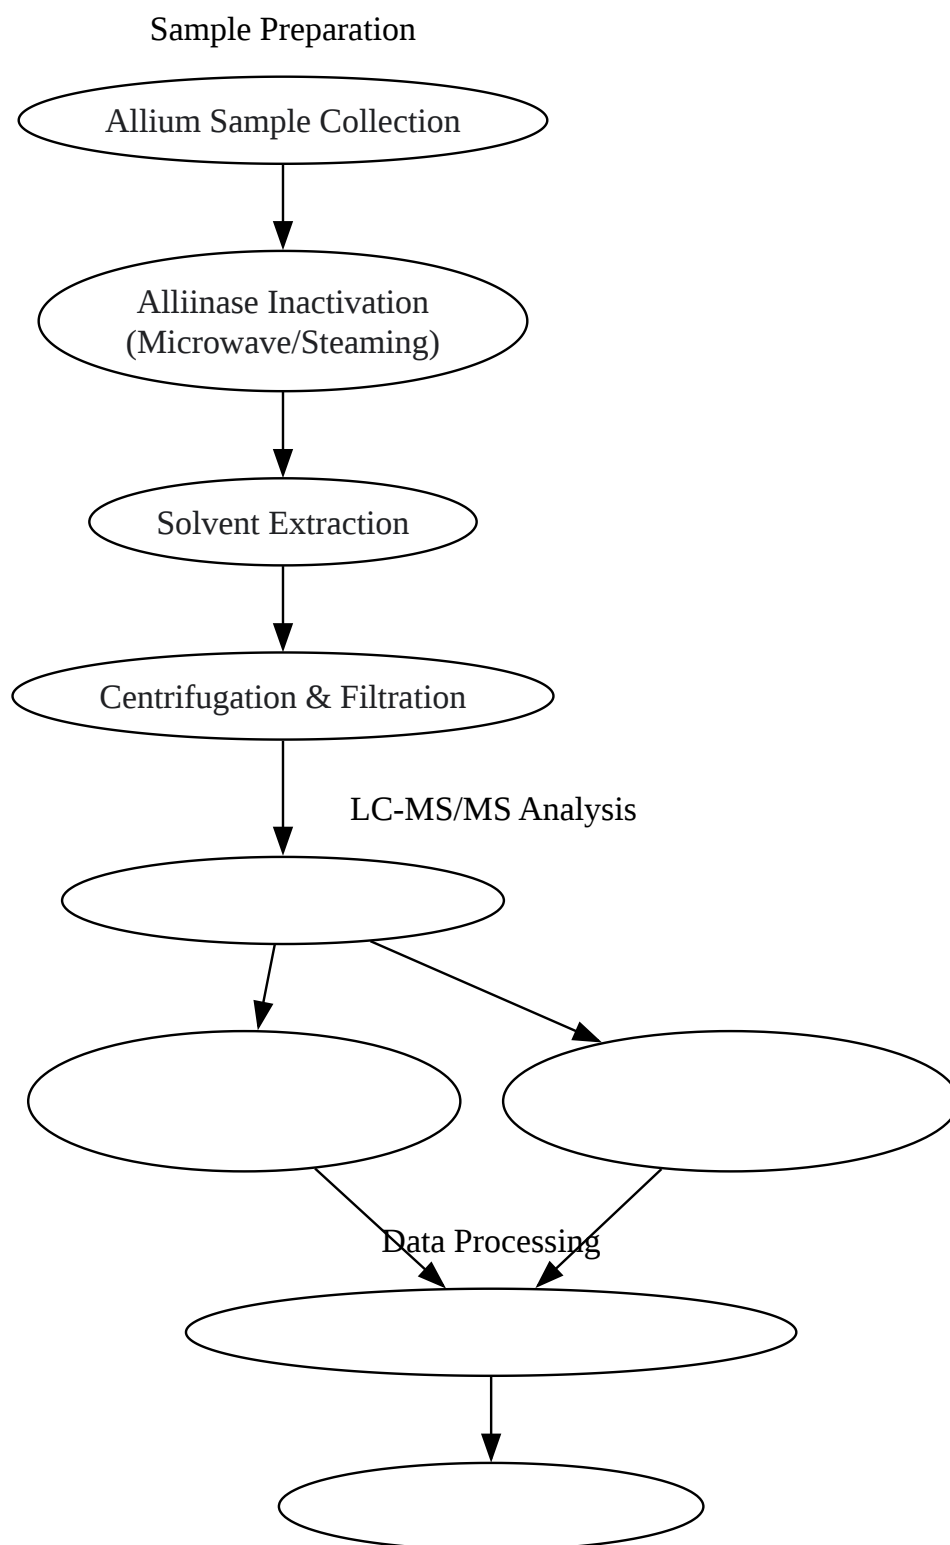 Sample Preparation
Allium Sample Collection
Alliinase Inactivation
(Microwave/Steaming)
Solvent Extraction
Centrifugation & Filtration
LC-MS/MS Analysis
Data Processing